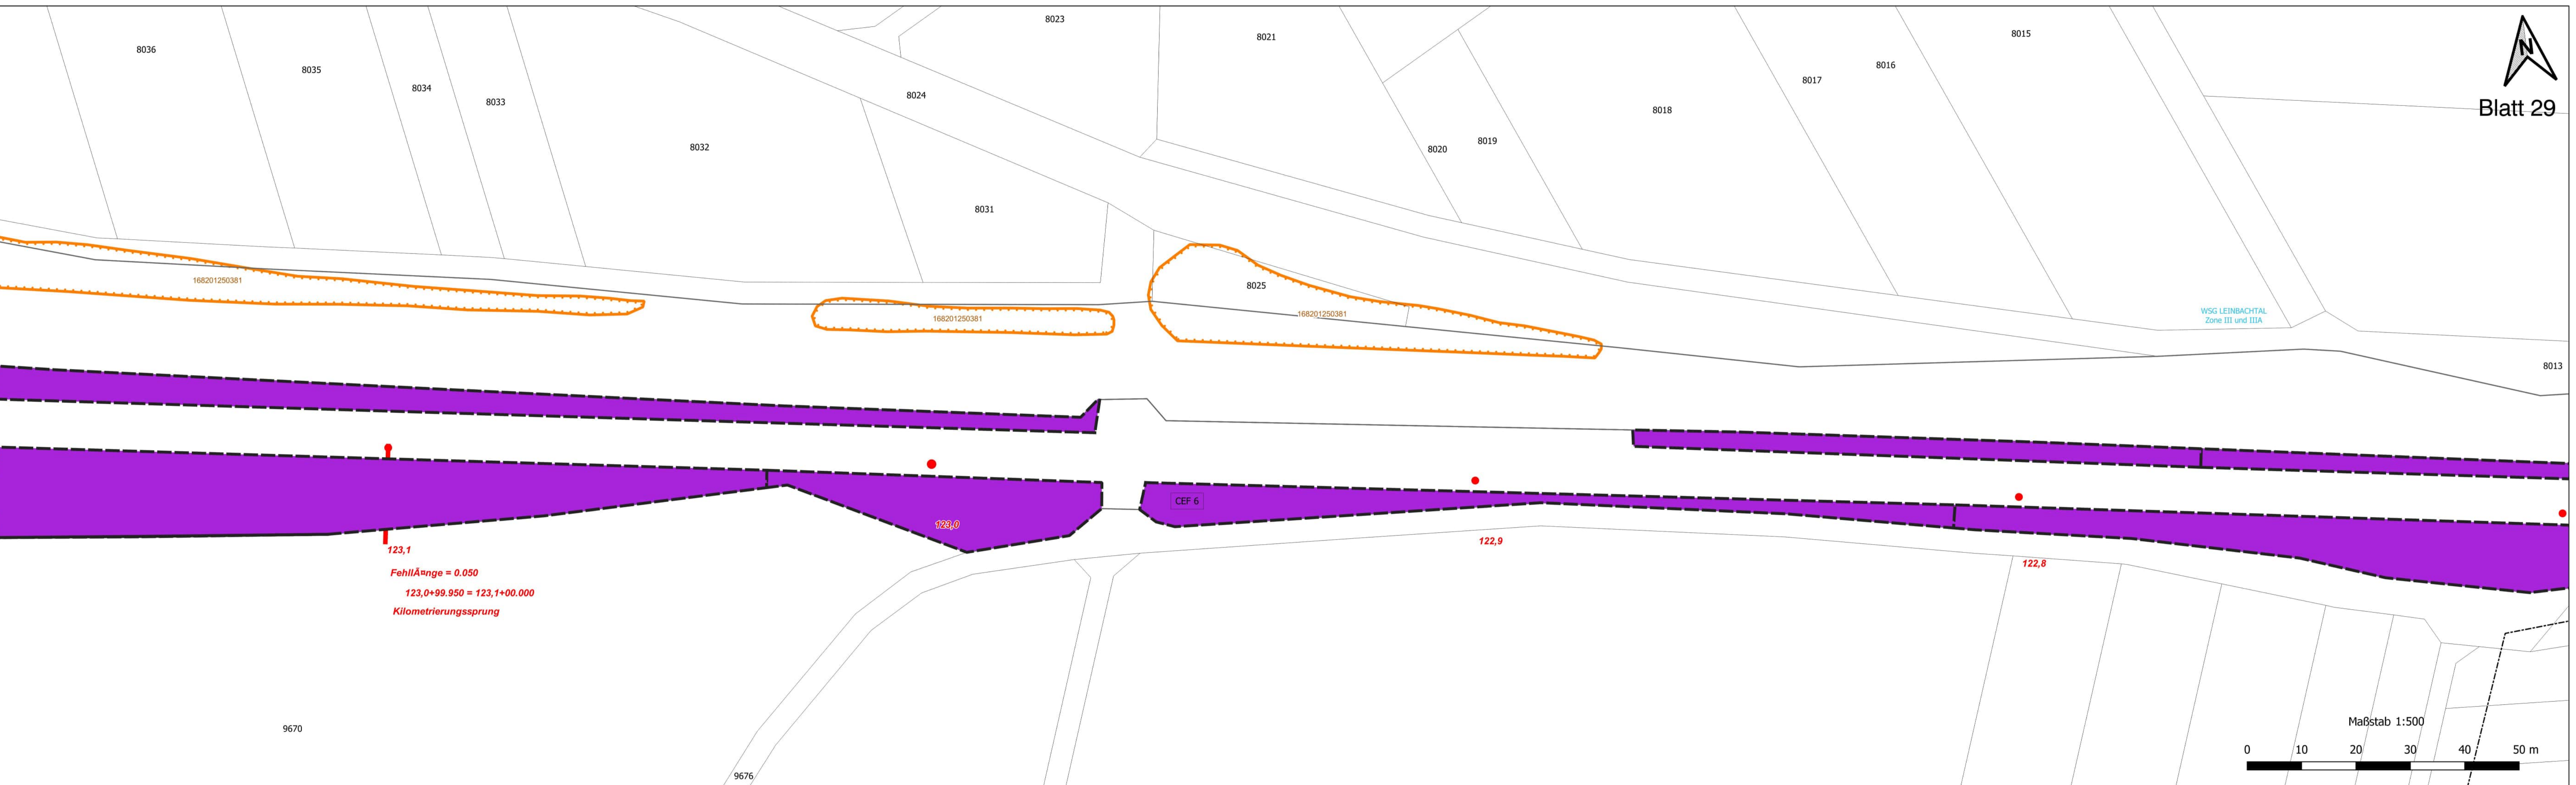 8023
8015
8021
8036
N
8016
8035
8017
8034
8024
8033
Blatt 29
8018
8019
8032
8020
8031
168201250381
8025
WSG LEINBACHTAL
Zone III und IIIA
168201250381
168201250381
8013
CEF 6
123,0
122,9
123,1
122,8
FehllÃ¤nge = 0.050
123,0+99.950 = 123,1+00.000
Kilometrierungssprung
9670
Maßstab 1:500
0 10 20 30 40 50 m
9676